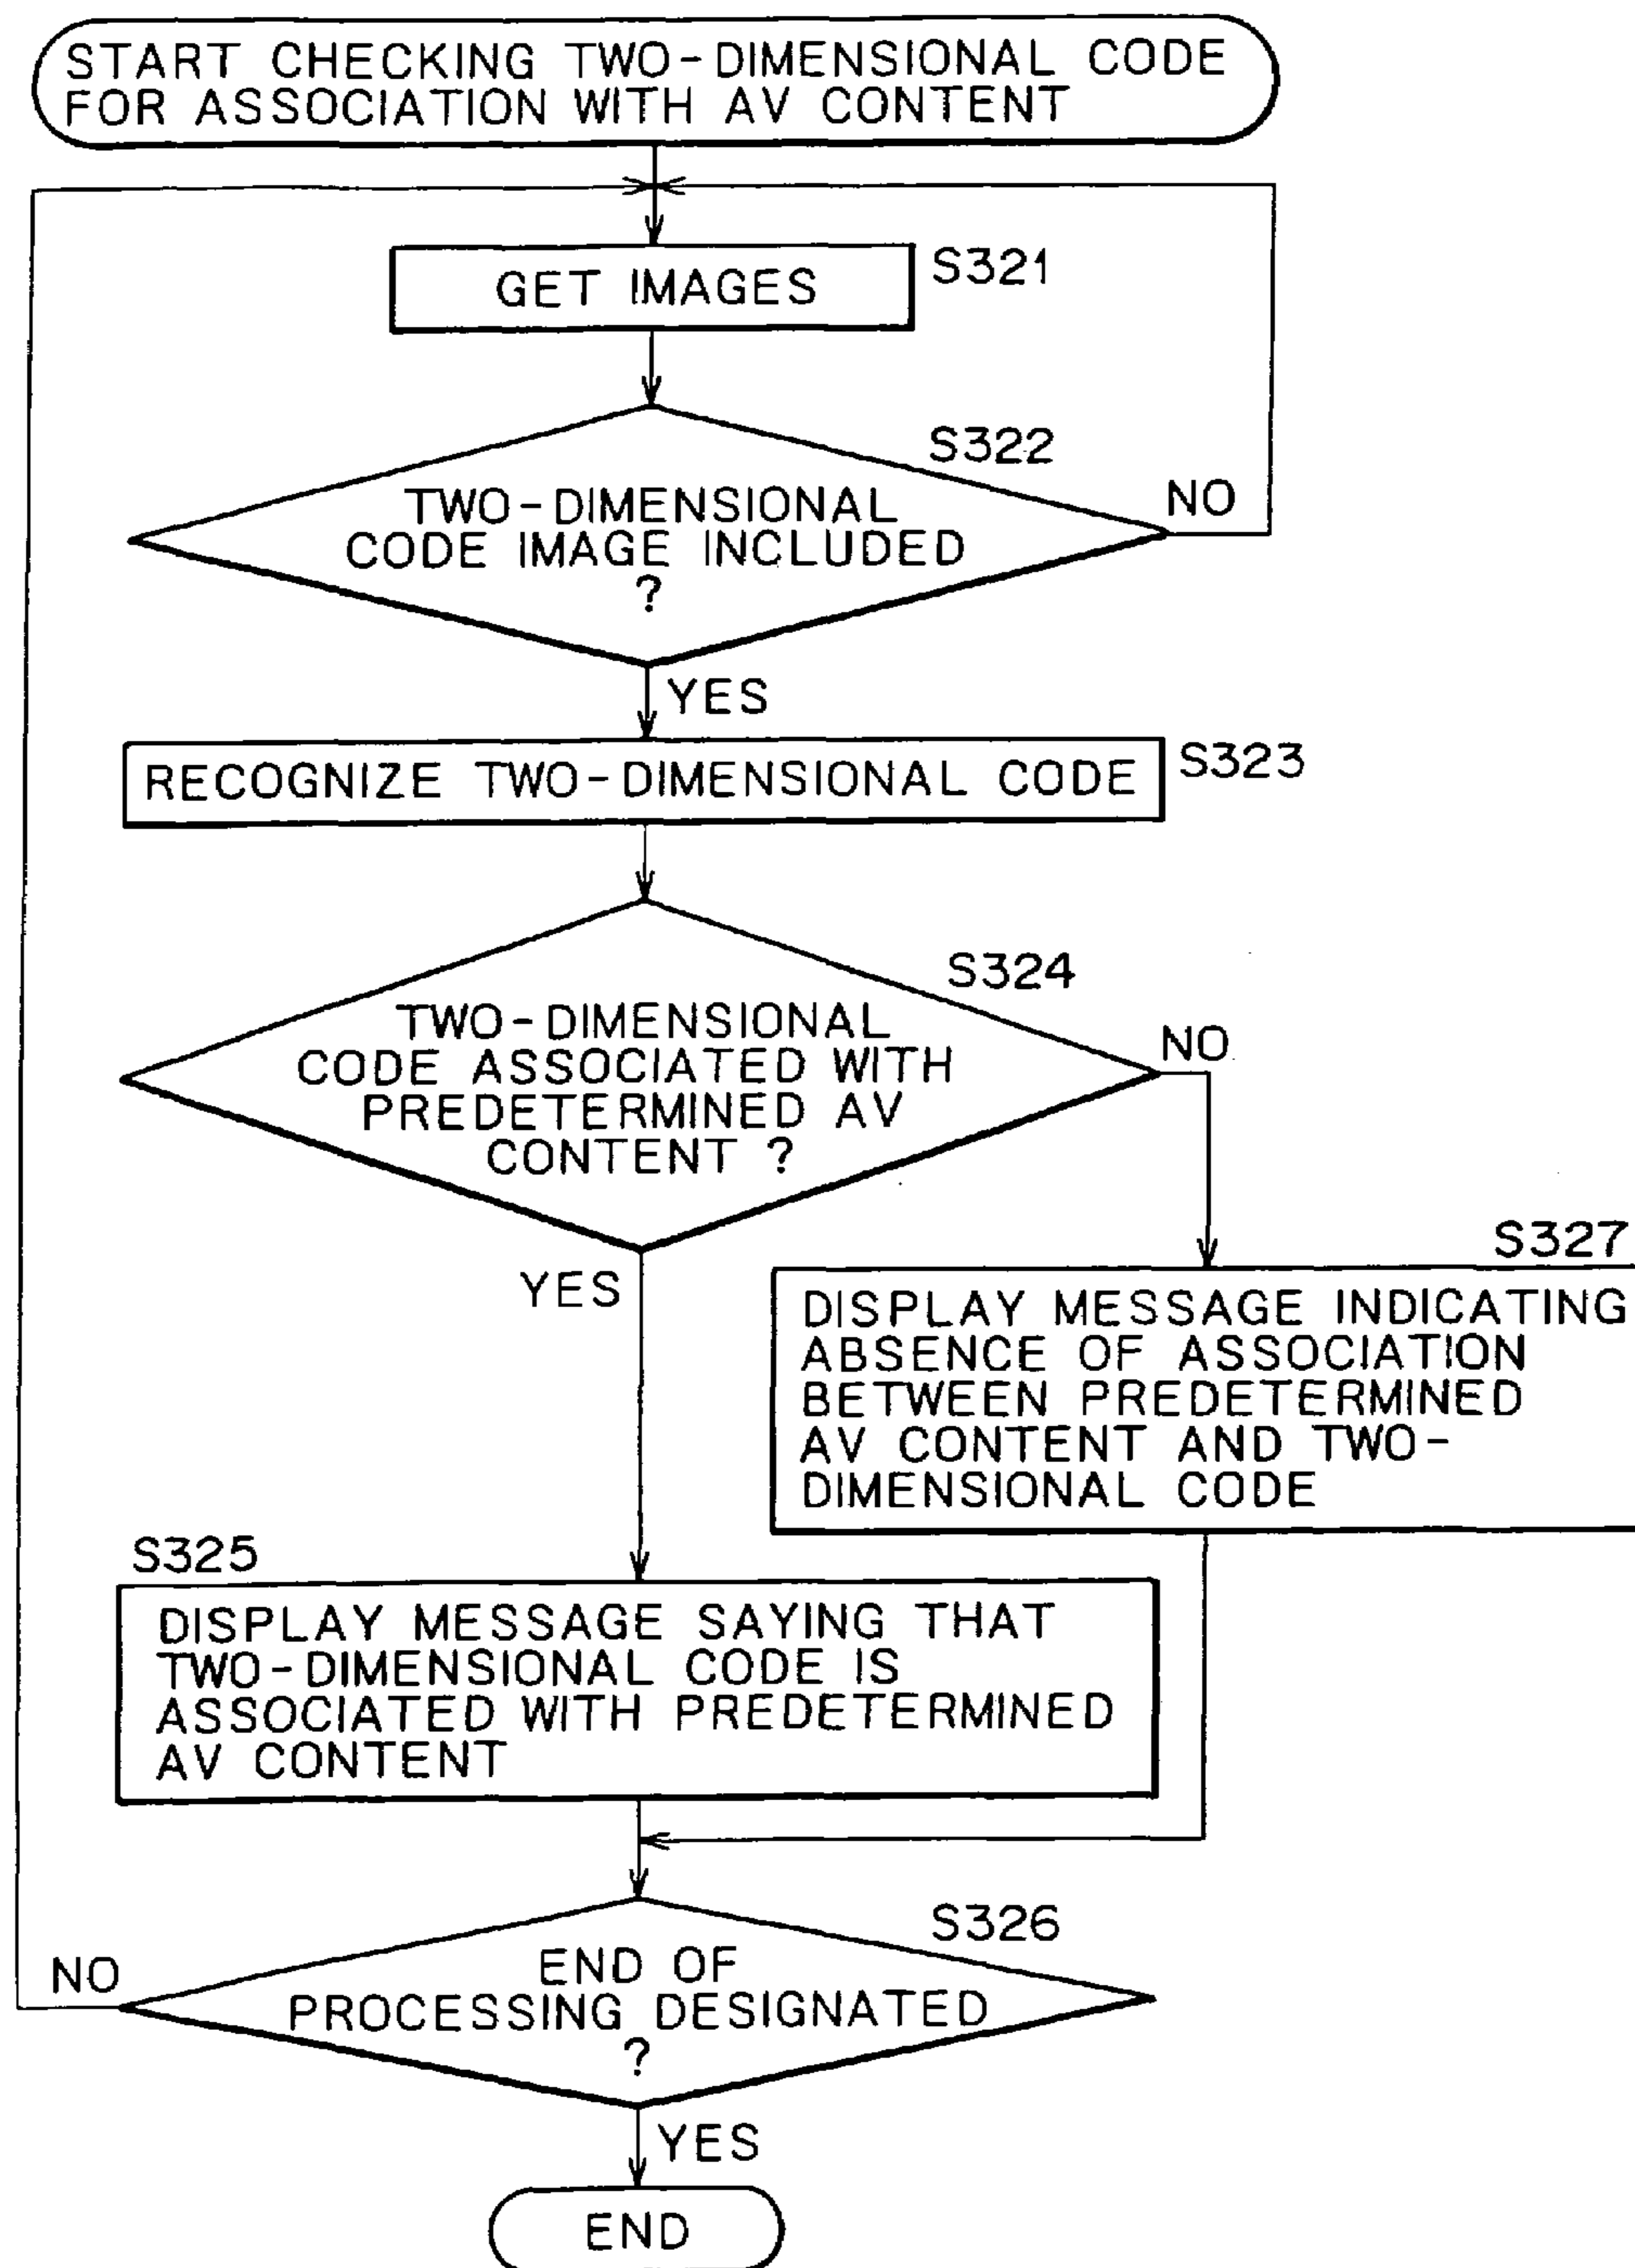 START CHECKING TWO-DIMENSIONAL CODE
FOR ASSOCIATION WITH AV CONTENT
GET IMAGES
S321
S322
TWO-DIMENSIONAL
CODE IMAGE INCLUDED
?
NO
YES
RECOGNIZE TWO-DIMENSIONAL CODE
S323
S324
TWO-DIMENSIONAL
CODE ASSOCIATED WITH
PREDETERMINED AV
CONTENT ?
NO
YES
S327
DISPLAY MESSAGE INDICATING
ABSENCE OF ASSOCIATION
BETWEEN PREDETERMINED
AV CONTENT AND TWO-
DIMENSIONAL CODE
S325
DISPLAY MESSAGE SAYING THAT
TWO-DIMENSIONAL CODE IS
ASSOCIATED WITH PREDETERMINED
AV CONTENT
S326
END OF
PROCESSING DESIGNATED
?
NO
YES
END